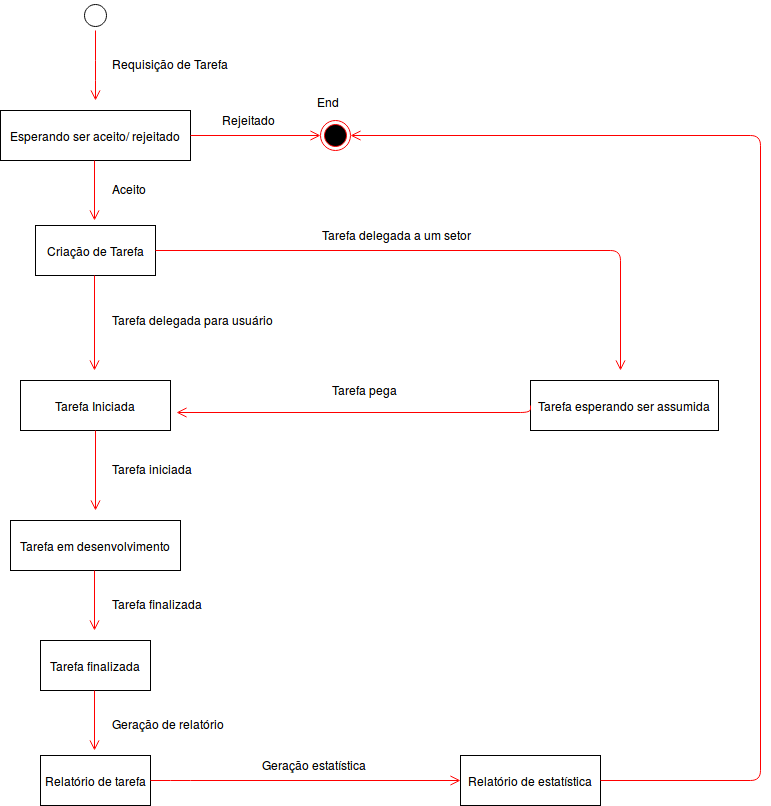 Requisição de Tarefa
End
Rejeitado
Esperando ser aceito/ rejeitado
Aceito
Tarefa delegada a um setor
Criação de Tarefa
Tarefa delegada para usuário
Tarefa pega
Tarefa Iniciada
Tarefa esperando ser assumida
Tarefa iniciada
Tarefa em desenvolvimento
Tarefa finalizada
Tarefa finalizada
Geração de relatório
Geração estatística
Relatório de tarefa
Relatório de estatística